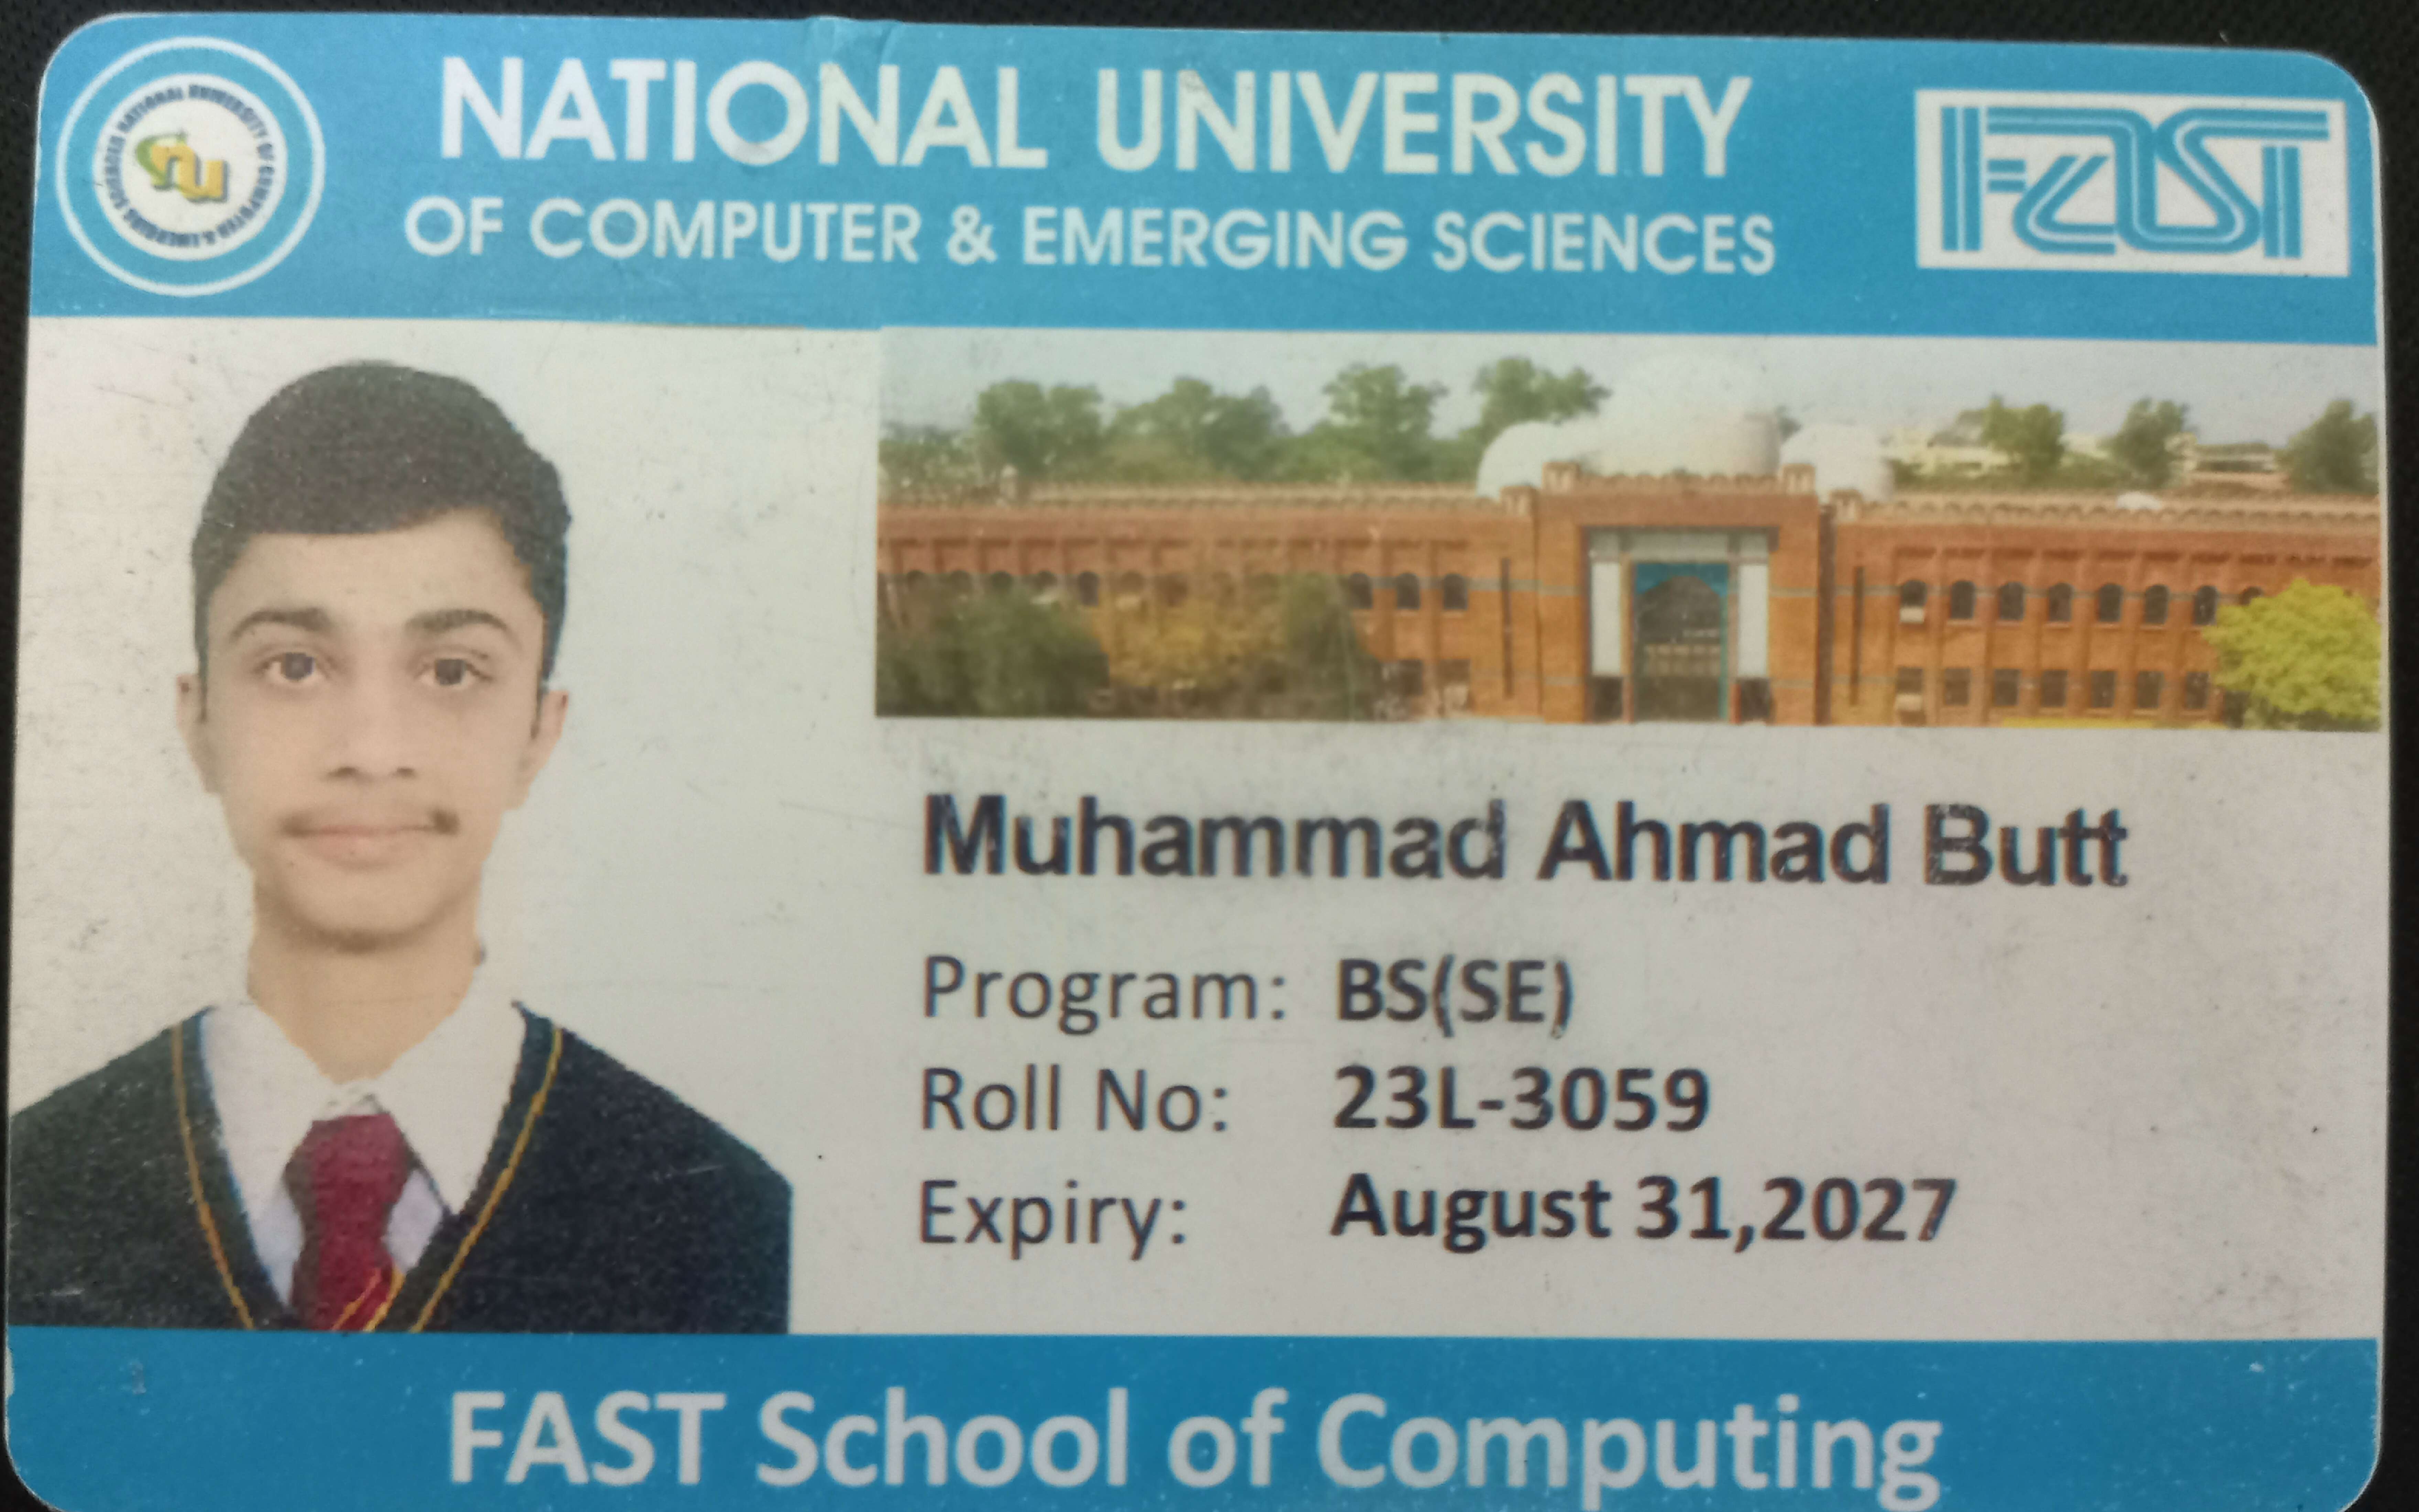 NATIONAL UNIVERSITY
OF COMPUTER & EMERGING SCIENCES
NATIONAL UNIVERSITY OF COMPUTER & EMERGING SCIENCES
nu
FAST
Muhammad Ahmad Butt
Program: BS(SE)
Roll No: 23L-3059
Expiry: August 31,2027
FAST School of Computing